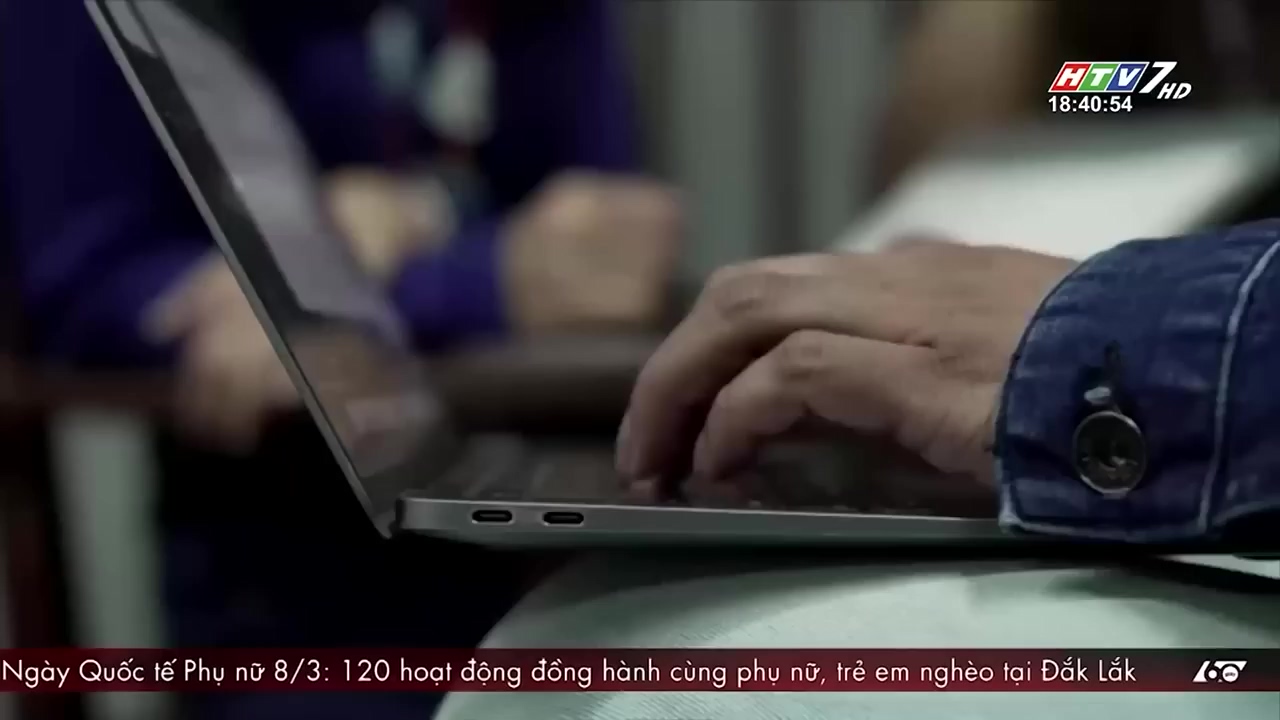 HTV7 HD
18:40:54
Ngày Quốc tế Phụ nữ 8/3: 120 hoạt động đồng hành cùng phụ nữ, trẻ em nghèo tại Đắk Lắk